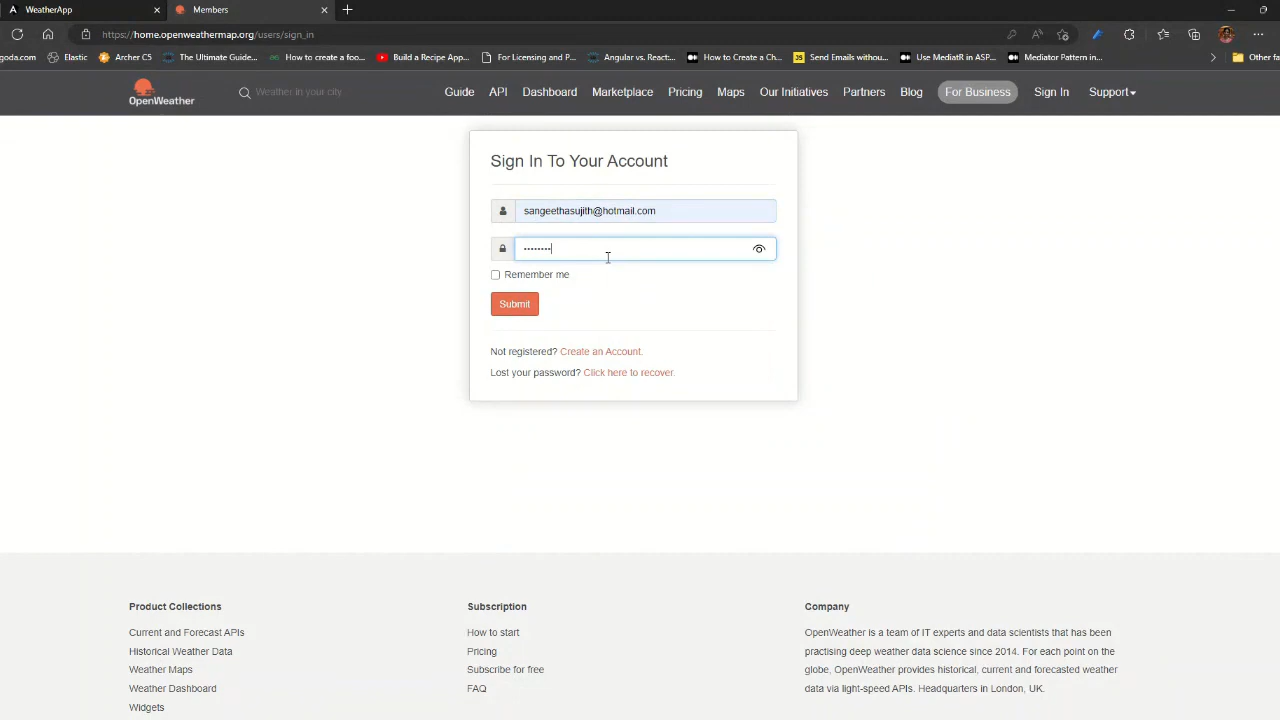 WeatherApp
Members
https://home.openweathermap.org/users/sign_in
goda.com
Elastic
Archer C5
The Ultimate Guide...
How to create a foo...
Build a Recipe App...
For Licensing and P...
Angular vs. React:...
How to Create a Ch...
Send Emails withou...
Use MediatR in ASP...
Mediator Pattern in...
Other fa
OpenWeather
Weather in your city
Guide
API
Dashboard
Marketplace
Pricing
Maps
Our Initiatives
Partners
Blog
For Business
Sign In
Support
Sign In To Your Account
sangeethasujith@hotmail.com
••••••••
Remember me
Submit
Not registered? Create an Account.
Lost your password? Click here to recover.
Product Collections
Current and Forecast APIs
Historical Weather Data
Weather Maps
Weather Dashboard
Widgets
Subscription
How to start
Pricing
Subscribe for free
FAQ
Company
OpenWeather is a team of IT experts and data scientists that has been
practising deep weather data science since 2014. For each point on the
globe, OpenWeather provides historical, current and forecasted weather
data via light-speed APIs. Headquarters in London, UK.